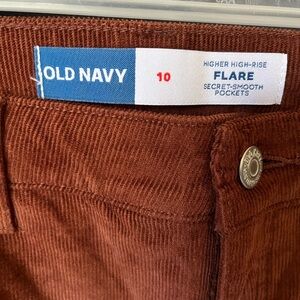 OLD NAVY
10
HIGHER HIGH-RISE
FLARE
SECRET-SMOOTH
POCKETS